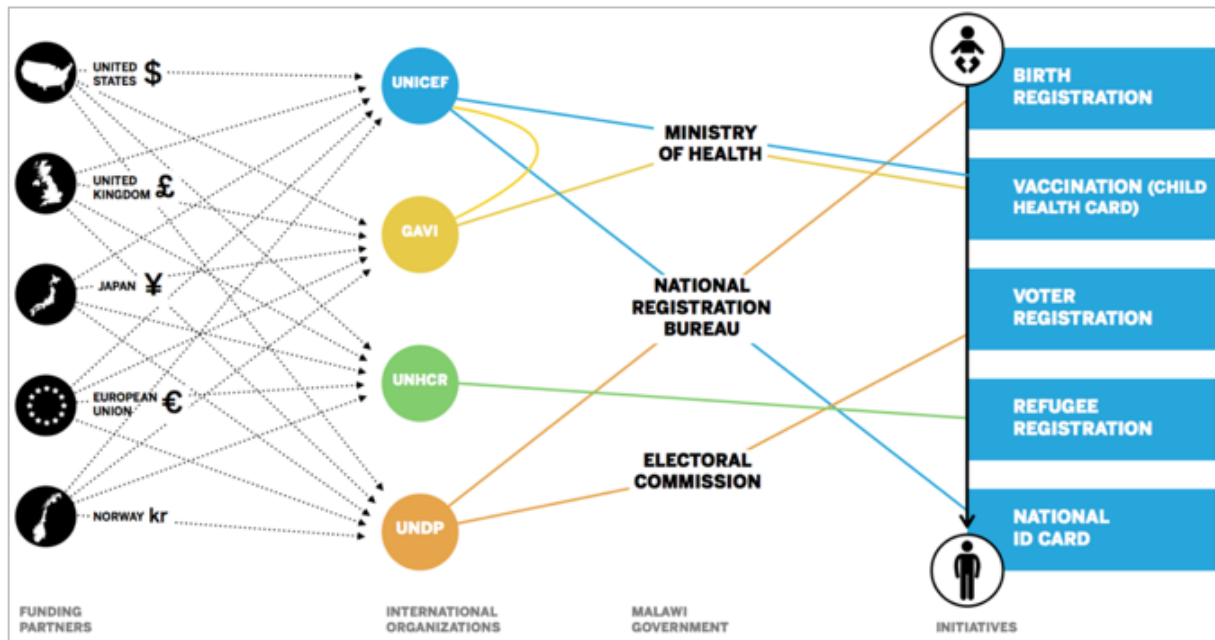 UNITED
STATES $
UNITED
KINGDOM £
JAPAN ¥
EUROPEAN
UNION €
NORWAY kr
FUNDING
PARTNERS
UNICEF
GAVI
UNHCR
UNDP
INTERNATIONAL
ORGANIZATIONS
MINISTRY
OF HEALTH
NATIONAL
REGISTRATION
BUREAU
ELECTORAL
COMMISSION
MALAWI
GOVERNMENT
BIRTH
REGISTRATION
VACCINATION (CHILD
HEALTH CARD)
VOTER
REGISTRATION
REFUGEE
REGISTRATION
NATIONAL
ID CARD
INITIATIVES